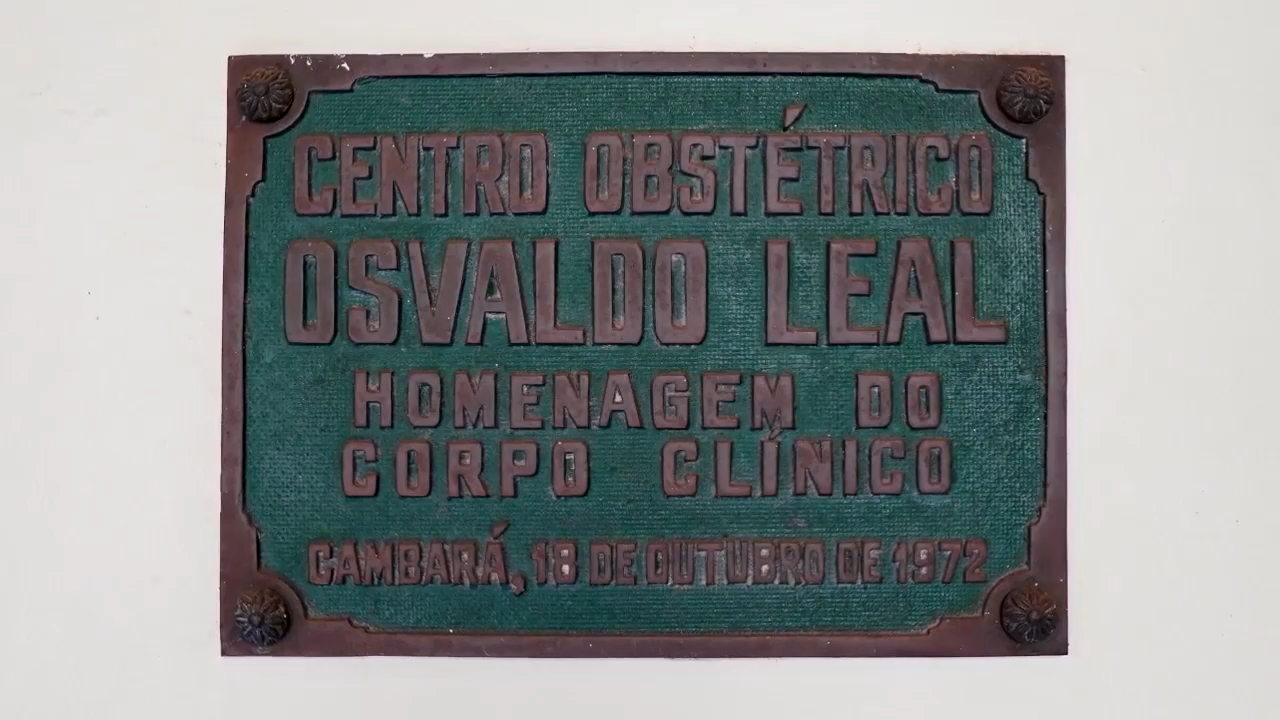 CENTRO OBSTÉTRICO
OSVALDO LEAL
HOMENAGEM DO
CORPO CLÍNICO
CAMBARÁ, 18 DE OUTUBRO DE 1972